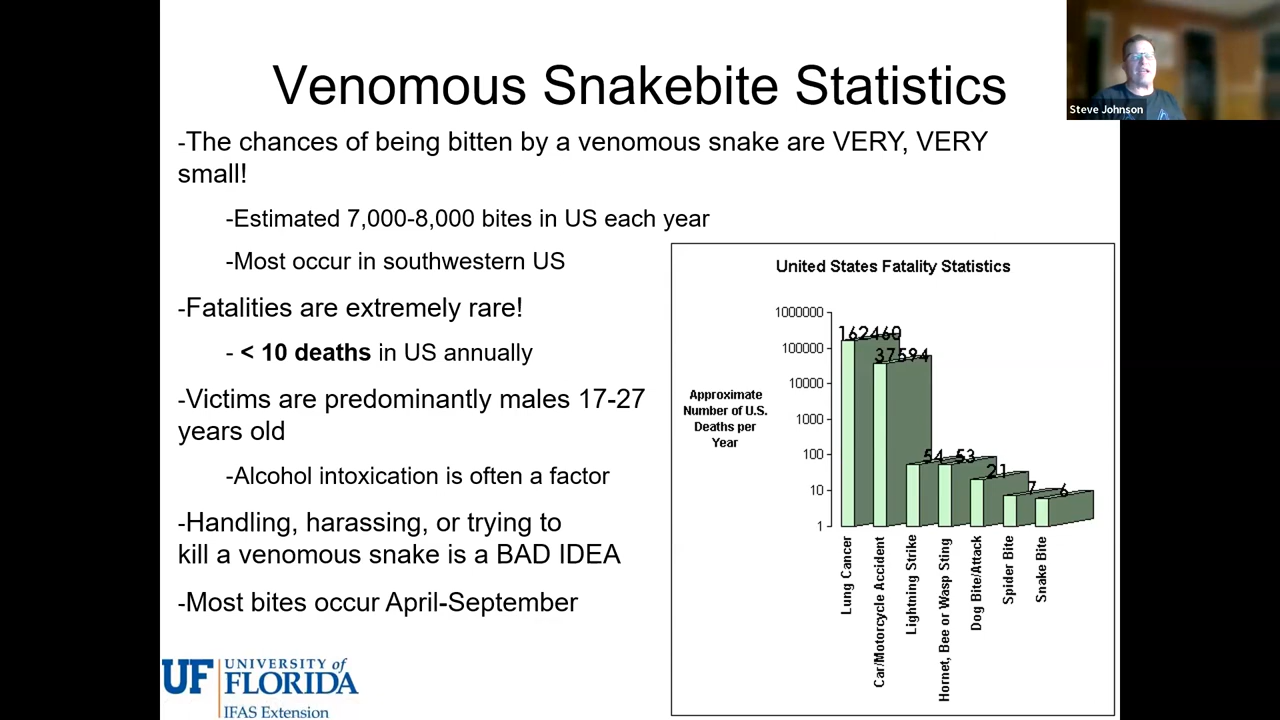 Venomous Snakebite Statistics
Steve Johnson
-The chances of being bitten by a venomous snake are VERY, VERY
small!
-Estimated 7,000-8,000 bites in US each year
-Most occur in southwestern US
-Fatalities are extremely rare!
- < 10 deaths in US annually
-Victims are predominantly males 17-27
years old
-Alcohol intoxication is often a factor
-Handling, harassing, or trying to
kill a venomous snake is a BAD IDEA
-Most bites occur April-September
United States Fatality Statistics
Approximate
Number of U.S.
Deaths per
Year
1000000
100000
10000
1000
100
10
1
162460
37594
54
53
21
7
6
Lung Cancer
Car/Motorcycle Accident
Lightning Strike
Hornet, Bee or Wasp Sting
Dog Bite/Attack
Spider Bite
Snake Bite
UF UNIVERSITY of
FLORIDA
IFAS Extension